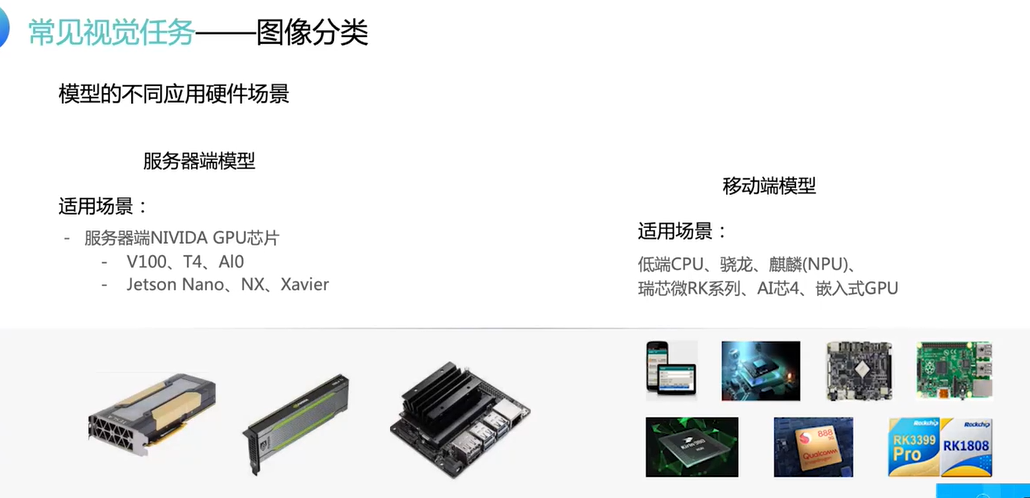 常见视觉任务——图像分类
模型的不同应用硬件场景
服务器端模型
适用场景：
- 服务器端NIVIDA GPU芯片
- V100、T4、Al0
- Jetson Nano、NX、Xavier
移动端模型
适用场景：
低端CPU、骁龙、麒麟(NPU)、
瑞芯微RK系列、AI芯4、嵌入式GPU
888
Qualcomm
snapdragon
Rockchip
RK3399
Pro
Rockchip
RK1808